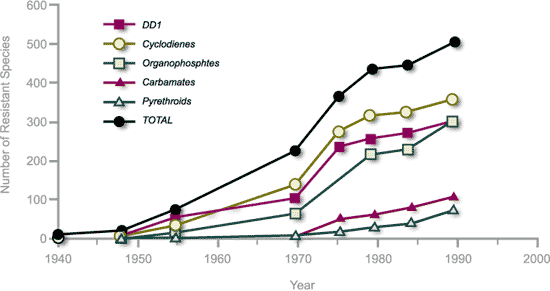 600
500
400
300
200
100
0
Number of Resistant Species
DD1
Cyclodienes
Organophosphtes
Carbamates
Pyrethroids
TOTAL
1940
1950
1960
1970
1980
1990
2000
Year